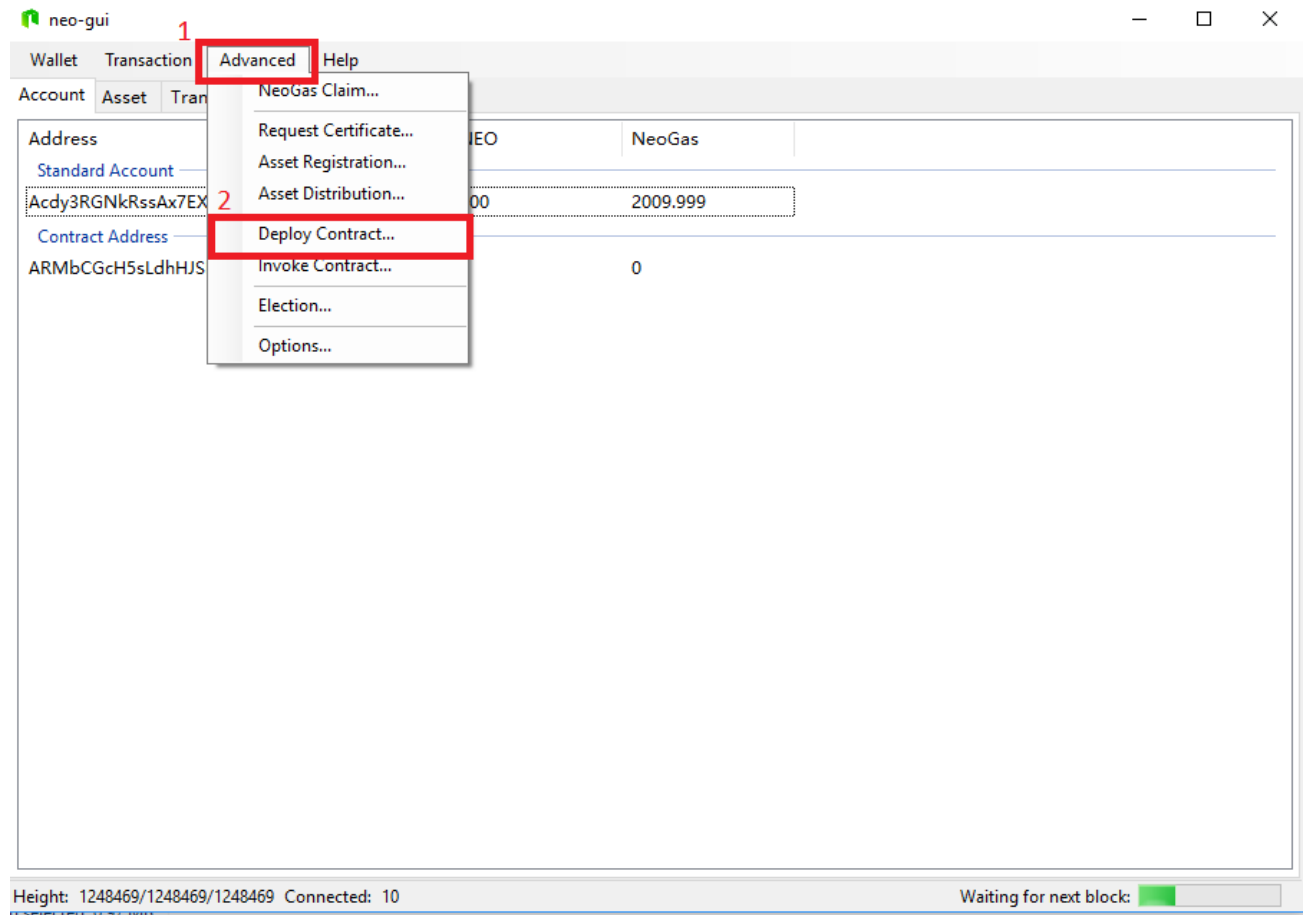 neo-gui
1
Wallet Transaction Advanced Help
Account Asset Tran
NeoGas Claim...
Address NEO NeoGas
Request Certificate...
Standard Account
Asset Registration...
Acdy3RGNkRssAx7EX 00 2009.999
2 Asset Distribution...
Contract Address
Deploy Contract...
ARMbCGcH5sLdhHJS 0
Invoke Contract...
Election...
Options...
Height: 1248469/1248469/1248469 Connected: 10 Waiting for next block: